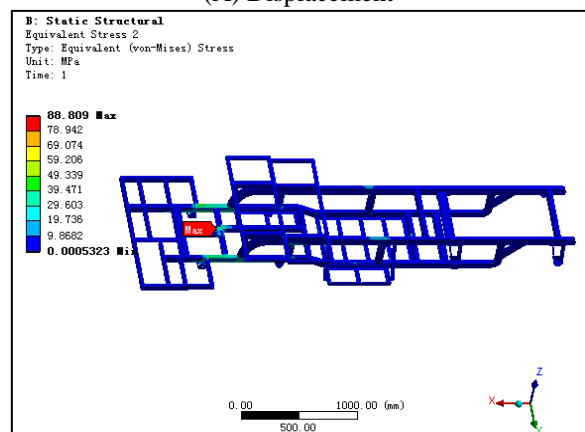 (A) Displacement
B: Static Structural
Equivalent Stress 2
Type: Equivalent (von-Mises) Stress
Unit: MPa
Time: 1
88.809 Max
78.942
69.074
59.206
49.339
39.471
29.603
19.736
9.8682
0.0005323 Min
Max
0.00 1000.00 (mm)
500.00
Z
X
Y